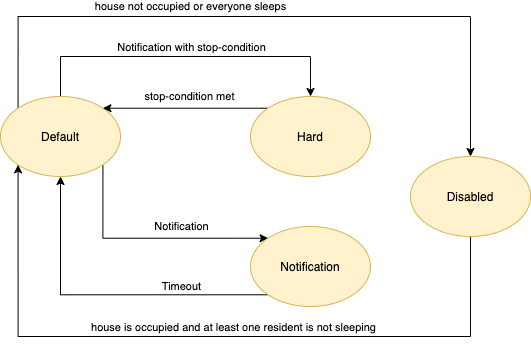 house not occupied or everyone sleeps
Notification with stop-condition
stop-condition met
Default
Hard
Disabled
Notification
Notification
Timeout
house is occupied and at least one resident is not sleeping